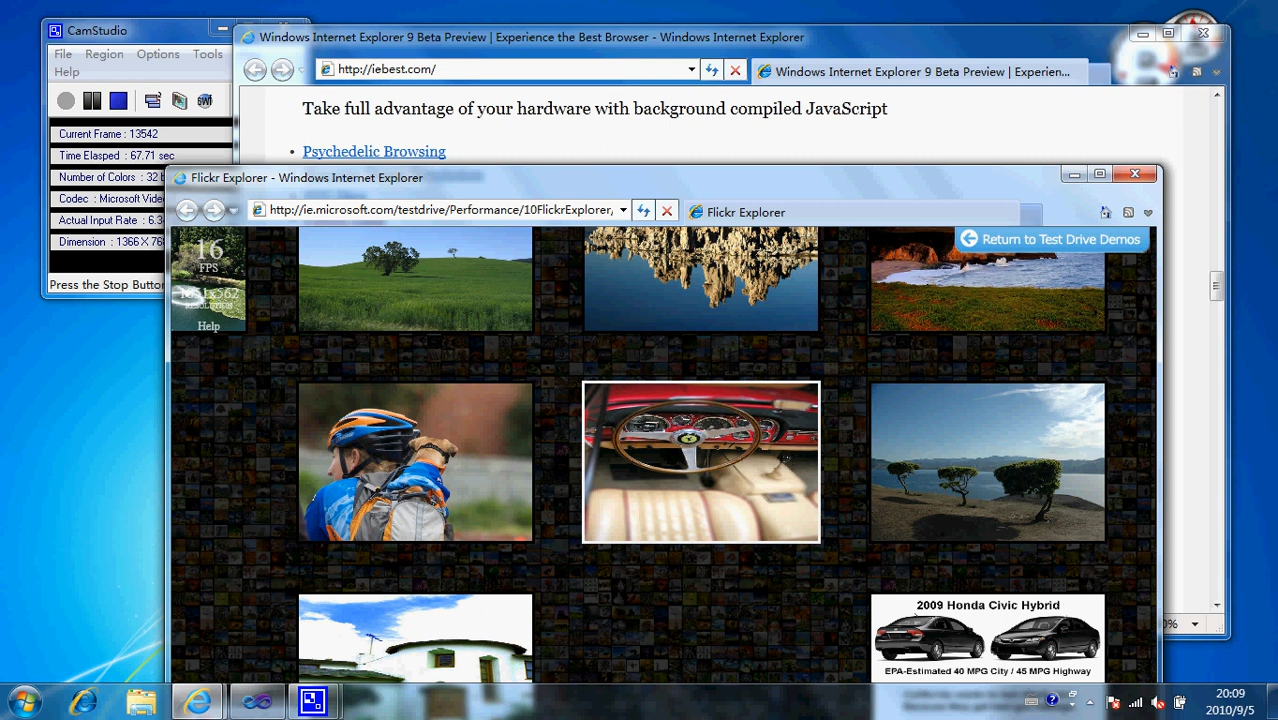 CamStudio
File Region Options Tools
Help
Current Frame : 13542
Time Elasped : 67.71 sec
Number of Colors : 32 b
Codec : Microsoft Video
Actual Input Rate : 6.3
Dimension : 1366 X 76
Press the Stop Button
Windows Internet Explorer 9 Beta Preview | Experience the Best Browser - Windows Internet Explorer
http://iebest.com/
Windows Internet Explorer 9 Beta Preview | Experien...
Take full advantage of your hardware with background compiled JavaScript
• Psychedelic Browsing
Flickr Explorer - Windows Internet Explorer
http://ie.microsoft.com/testdrive/Performance/10FlickrExplorer/
Flickr Explorer
Return to Test Drive Demos
16
FPS
RESOLUTION
Help
2009 Honda Civic Hybrid
EPA-Estimated 40 MPG City / 45 MPG Highway
0%
20:09
2010/9/5